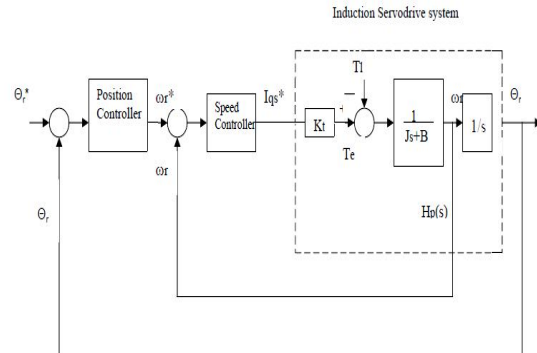 Induction Servodrive system
Θr*
Position
Controller
ωr*
Speed
Controller
Iqs*
Kt
+
−
Tl
Te
1
Js+B
ωr
1/s
Θr
ωr
Θr
Hp(s)